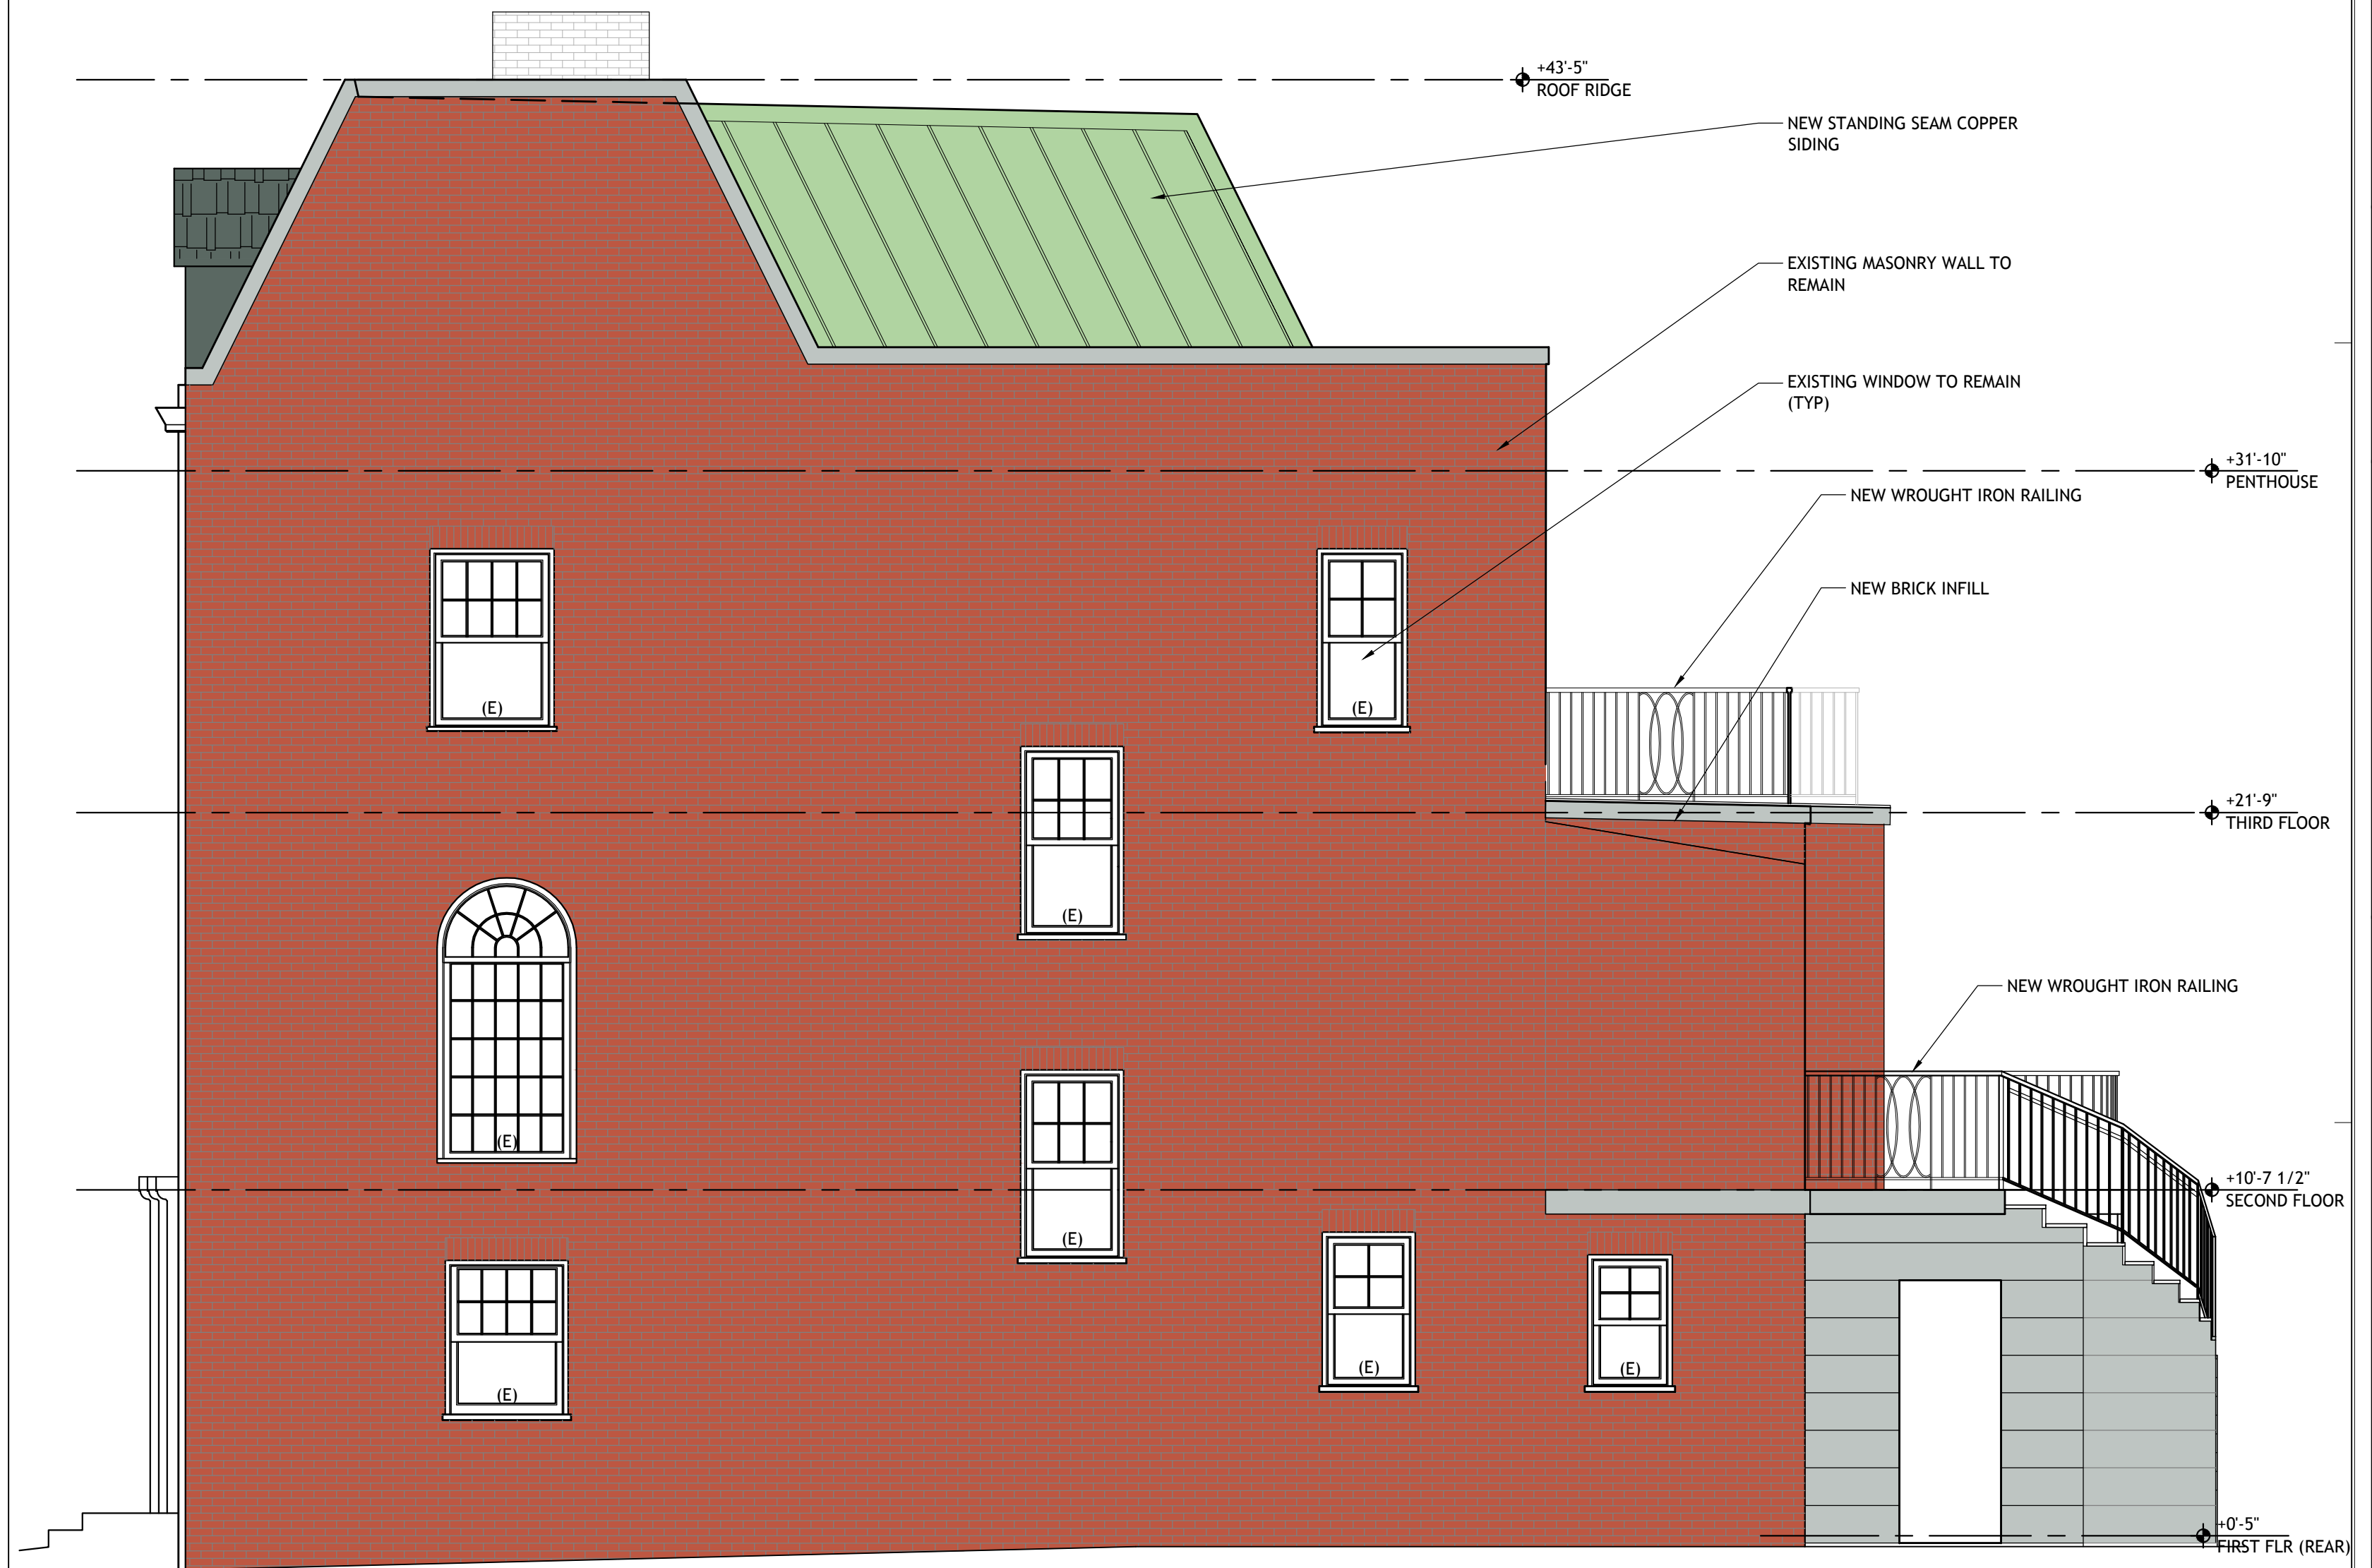 +43'-5"
ROOF RIDGE
NEW STANDING SEAM COPPER
SIDING
EXISTING MASONRY WALL TO
REMAIN
EXISTING WINDOW TO REMAIN
(TYP)
+31'-10"
PENTHOUSE
NEW WROUGHT IRON RAILING
NEW BRICK INFILL
(E)
(E)
+21'-9"
THIRD FLOOR
(E)
NEW WROUGHT IRON RAILING
(E)
+10'-7 1/2"
SECOND FLOOR
(E)
(E)
(E)
(E)
+0'-5"
FIRST FLR (REAR)